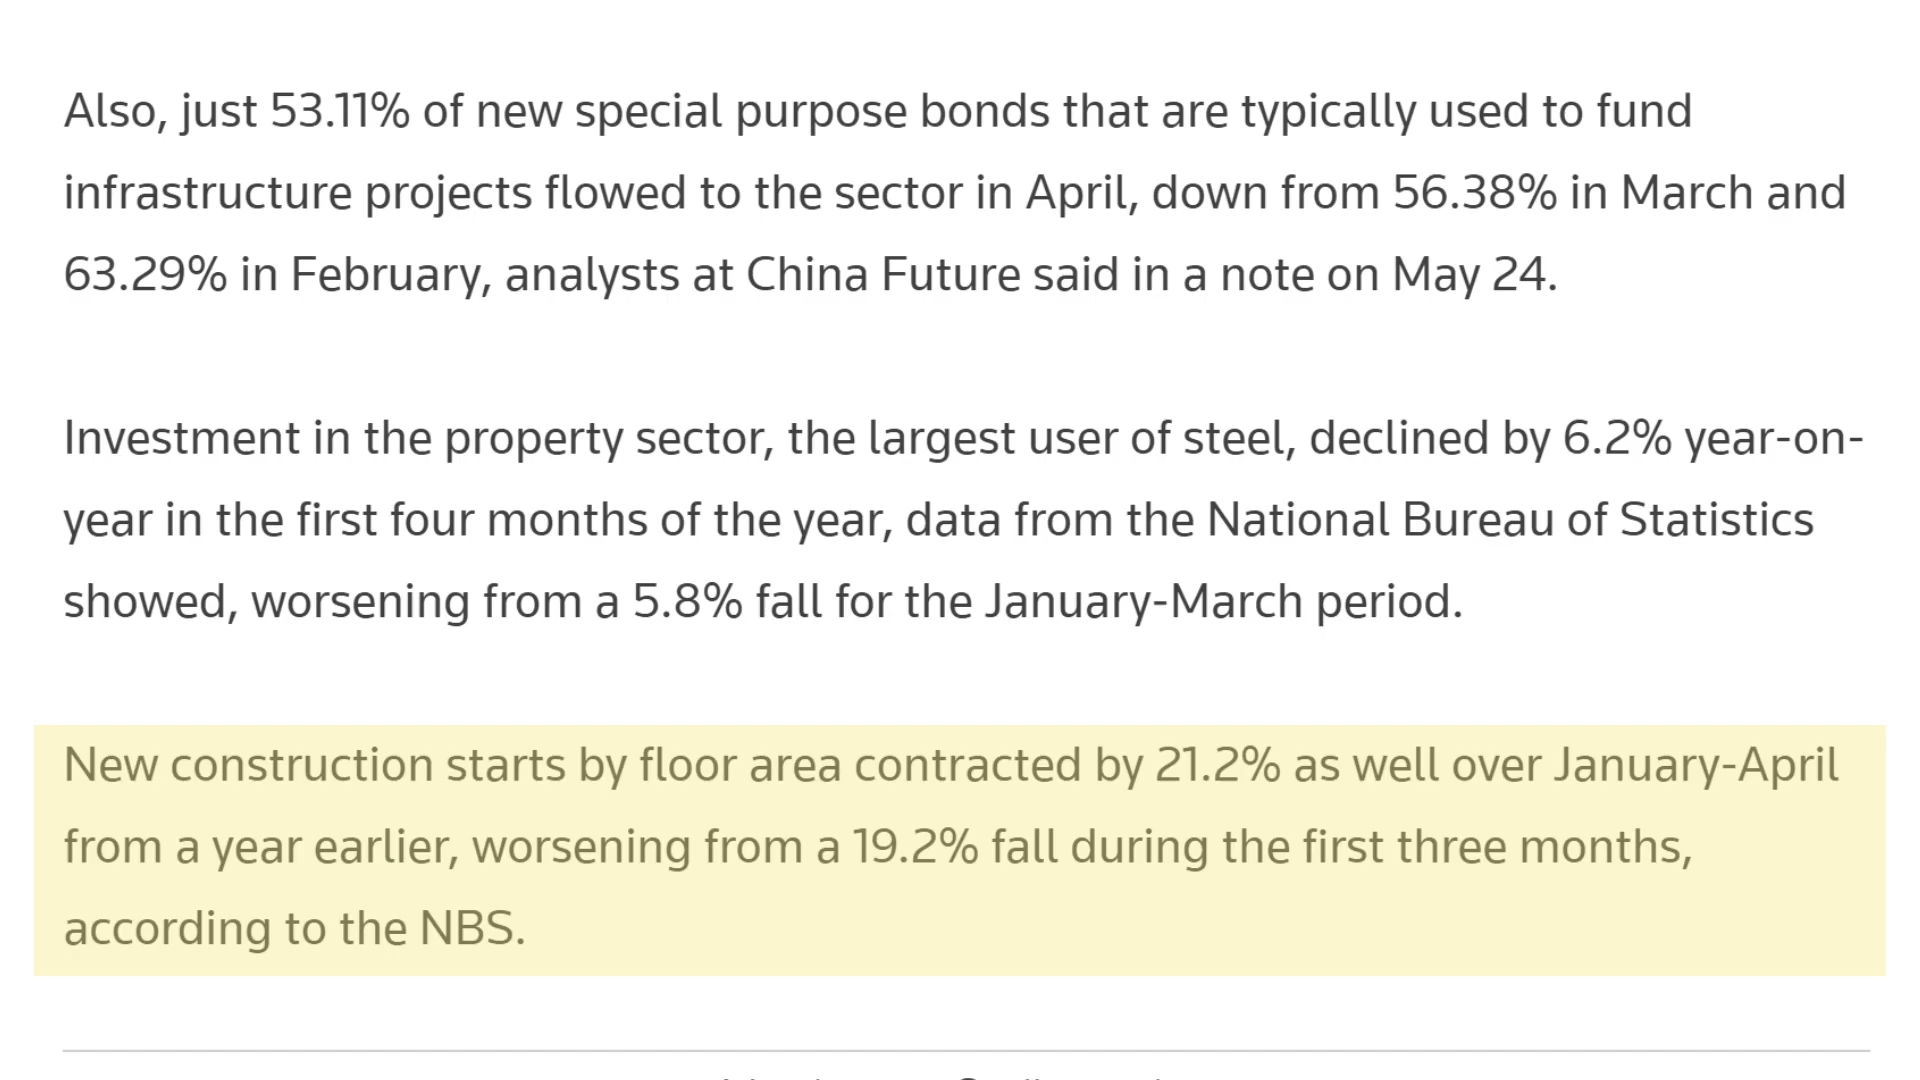 Also, just 53.11% of new special purpose bonds that are typically used to fund
infrastructure projects flowed to the sector in April, down from 56.38% in March and
63.29% in February, analysts at China Future said in a note on May 24.
Investment in the property sector, the largest user of steel, declined by 6.2% year-on-
year in the first four months of the year, data from the National Bureau of Statistics
showed, worsening from a 5.8% fall for the January-March period.
New construction starts by floor area contracted by 21.2% as well over January-April
from a year earlier, worsening from a 19.2% fall during the first three months,
according to the NBS.